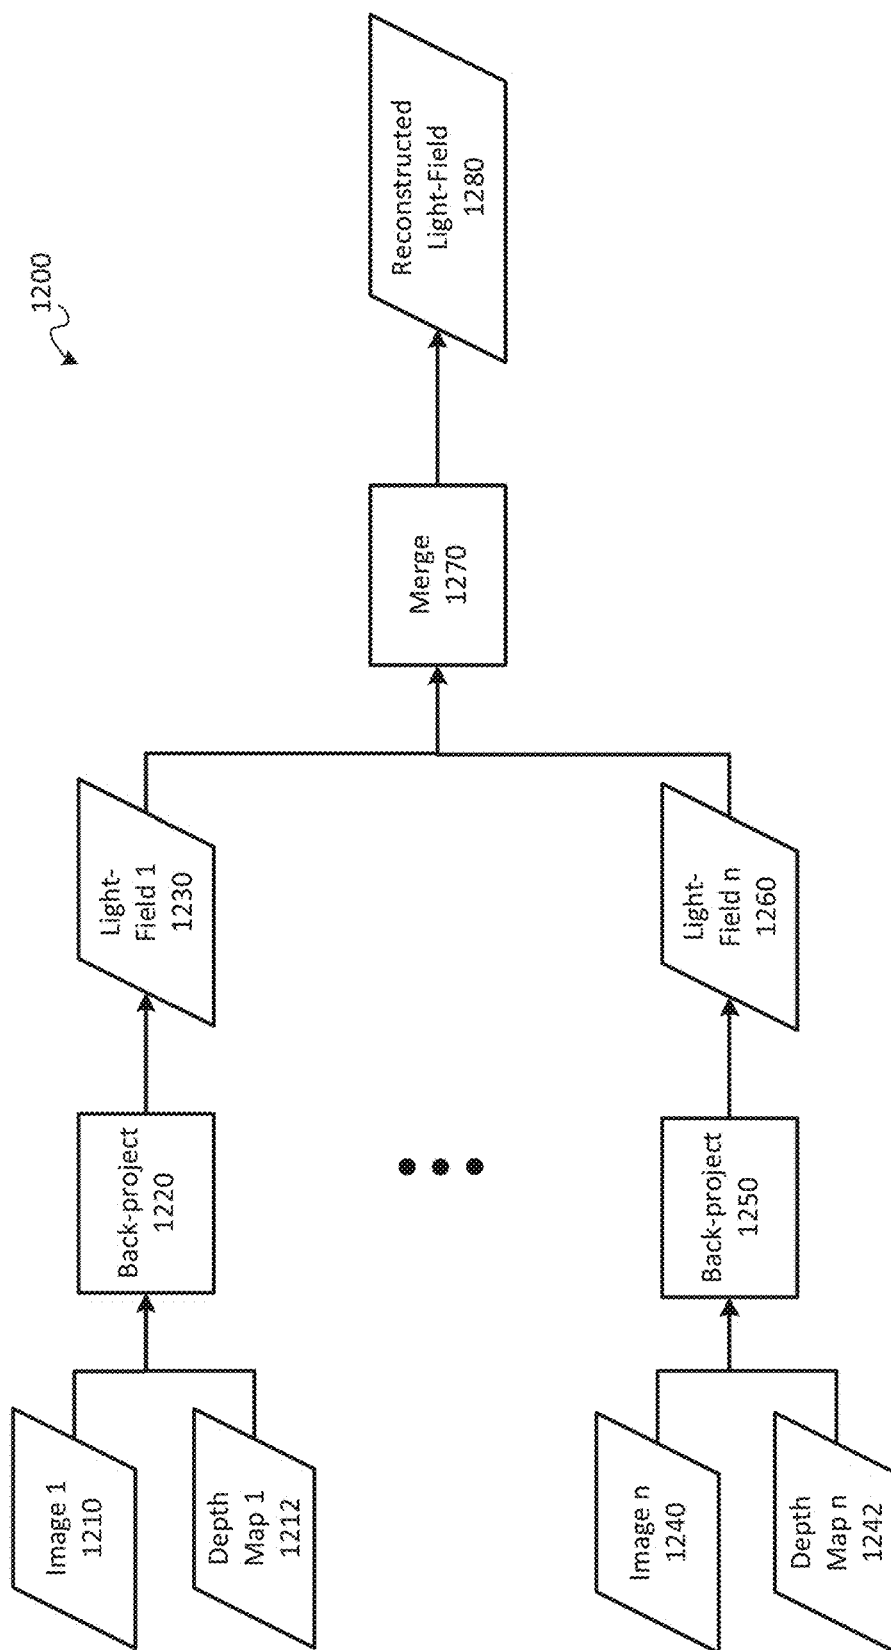 1200
Image 1
1210
Depth
Map 1
1212
Back-project
1220
Light-
Field 1
1230
Image n
1240
Depth
Map n
1242
Back-project
1250
Light-
Field n
1260
Merge
1270
Reconstructed
Light-Field
1280